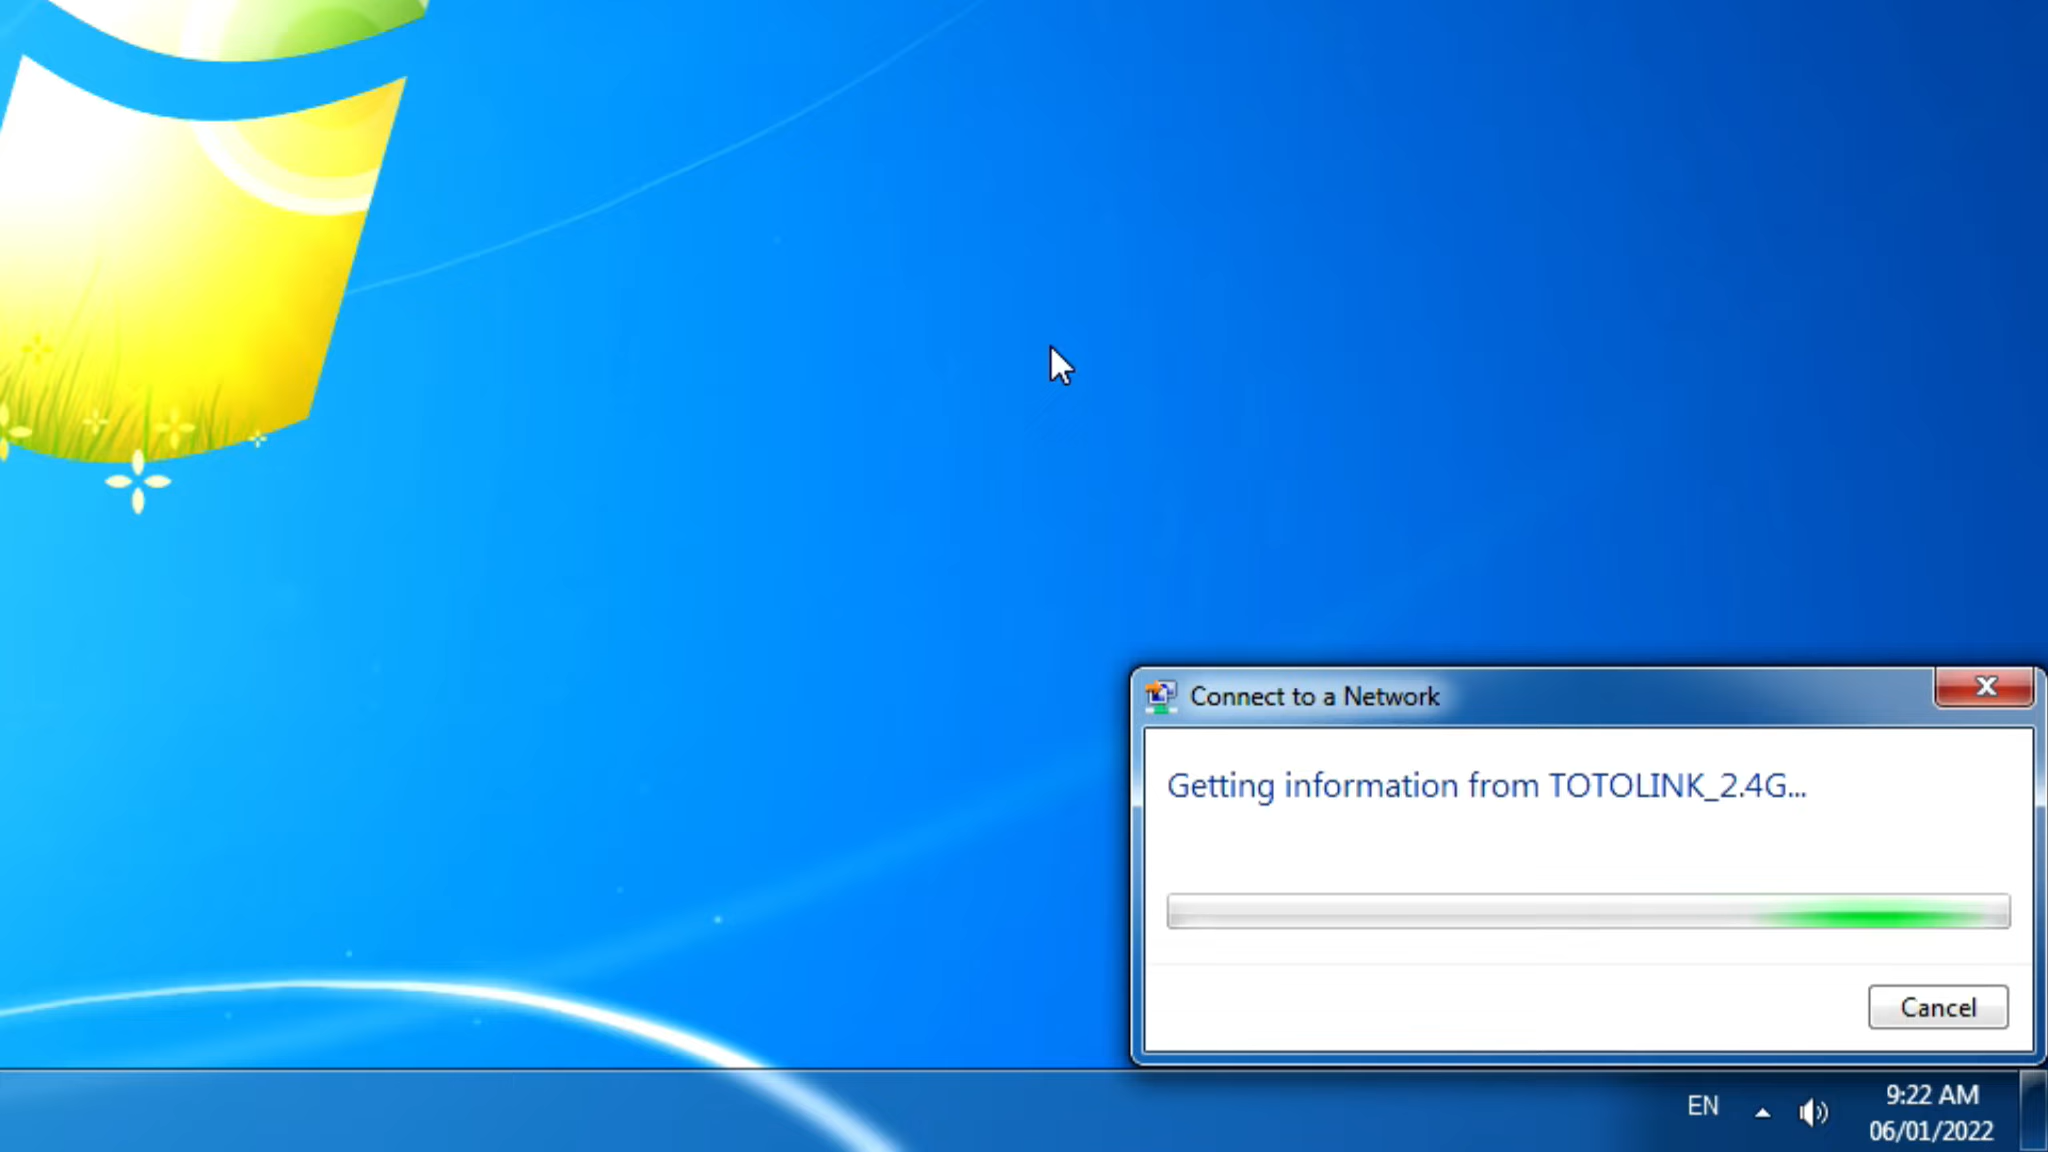 Connect to a Network
Getting information from TOTOLINK_2.4G...
Cancel
EN
9:22 AM
06/01/2022